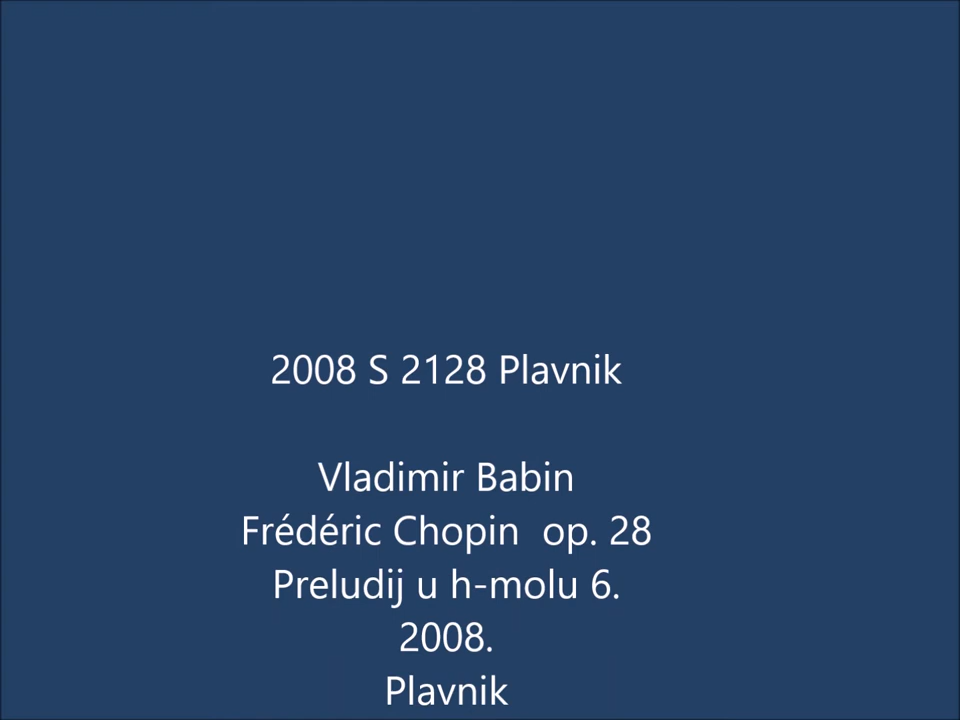 2008 S 2128 Plavnik
Vladimir Babin
Frédéric Chopin  op. 28
Preludij u h-molu 6.
2008.
Plavnik